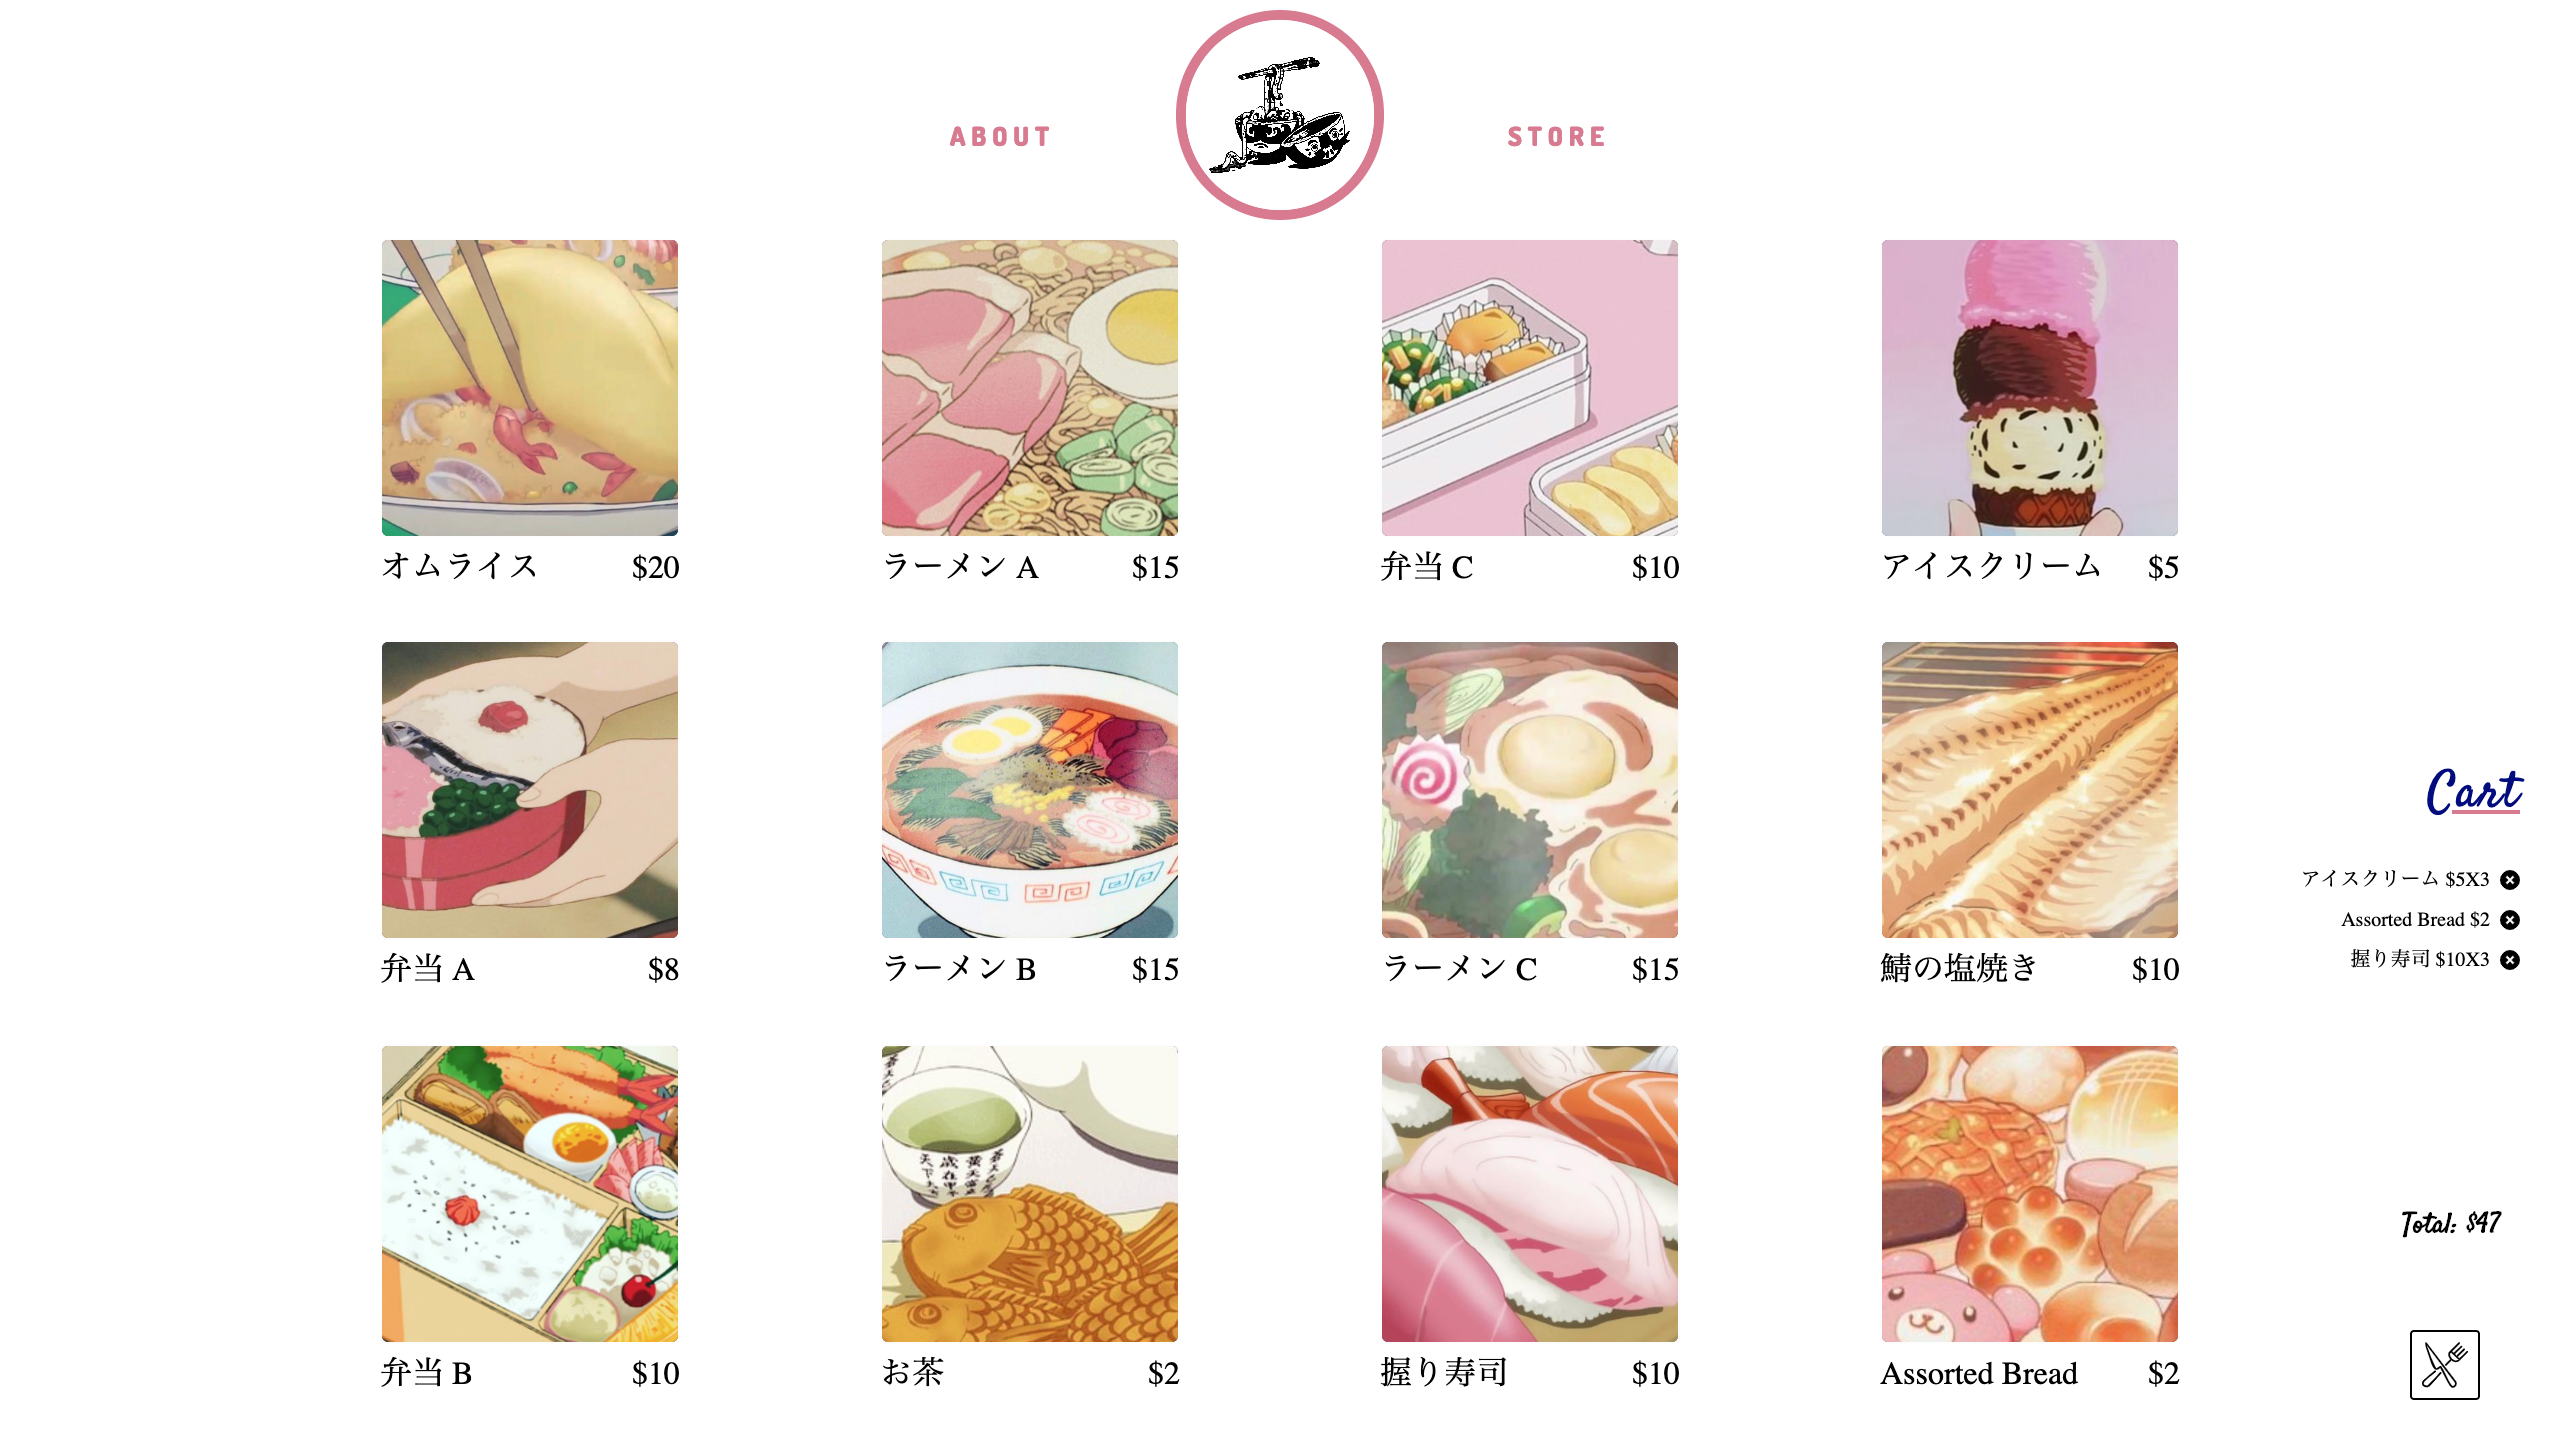 ABOUT
STORE
オムライス $20
ラーメン A $15
弁当 C $10
アイスクリーム $5
弁当 A $8
ラーメン B $15
ラーメン C $15
鯖の塩焼き $10
弁当 B $10
お茶 $2
握り寿司 $10
Assorted Bread $2
Cart
アイスクリーム $5X3
Assorted Bread $2
握り寿司 $10X3
Total: $47